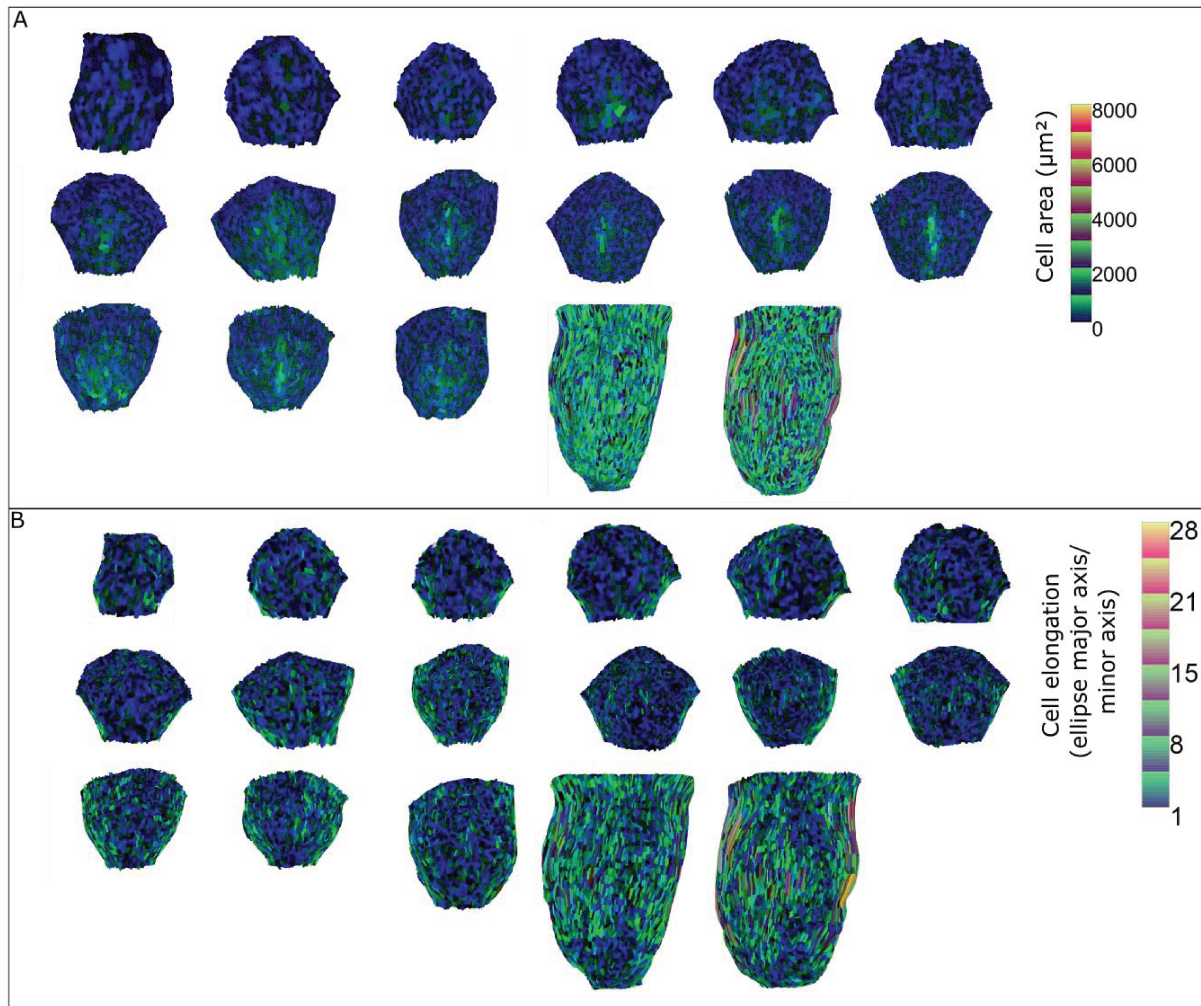 A
8000
6000
4000
2000
0
Cell area (µm²)
B
28
21
15
8
1
Cell elongation
(ellipse major axis/
minor axis)